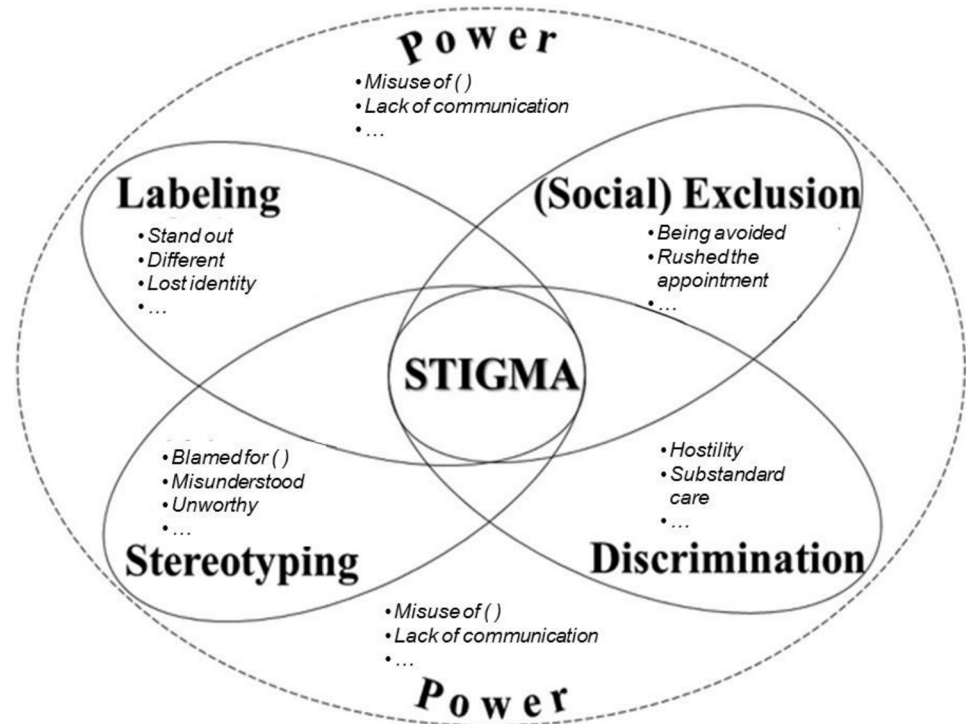 Power
• Misuse of ( )
• Lack of communication
• ...
Labeling
• Stand out
• Different
• Lost identity
• ...
(Social) Exclusion
• Being avoided
• Rushed the
appointment
• ...
STIGMA
• Blamed for ( )
• Misunderstood
• Unworthy
• ...
Stereotyping
• Hostility
• Substandard
care
• ...
Discrimination
• Misuse of ( )
• Lack of communication
• ...
Power